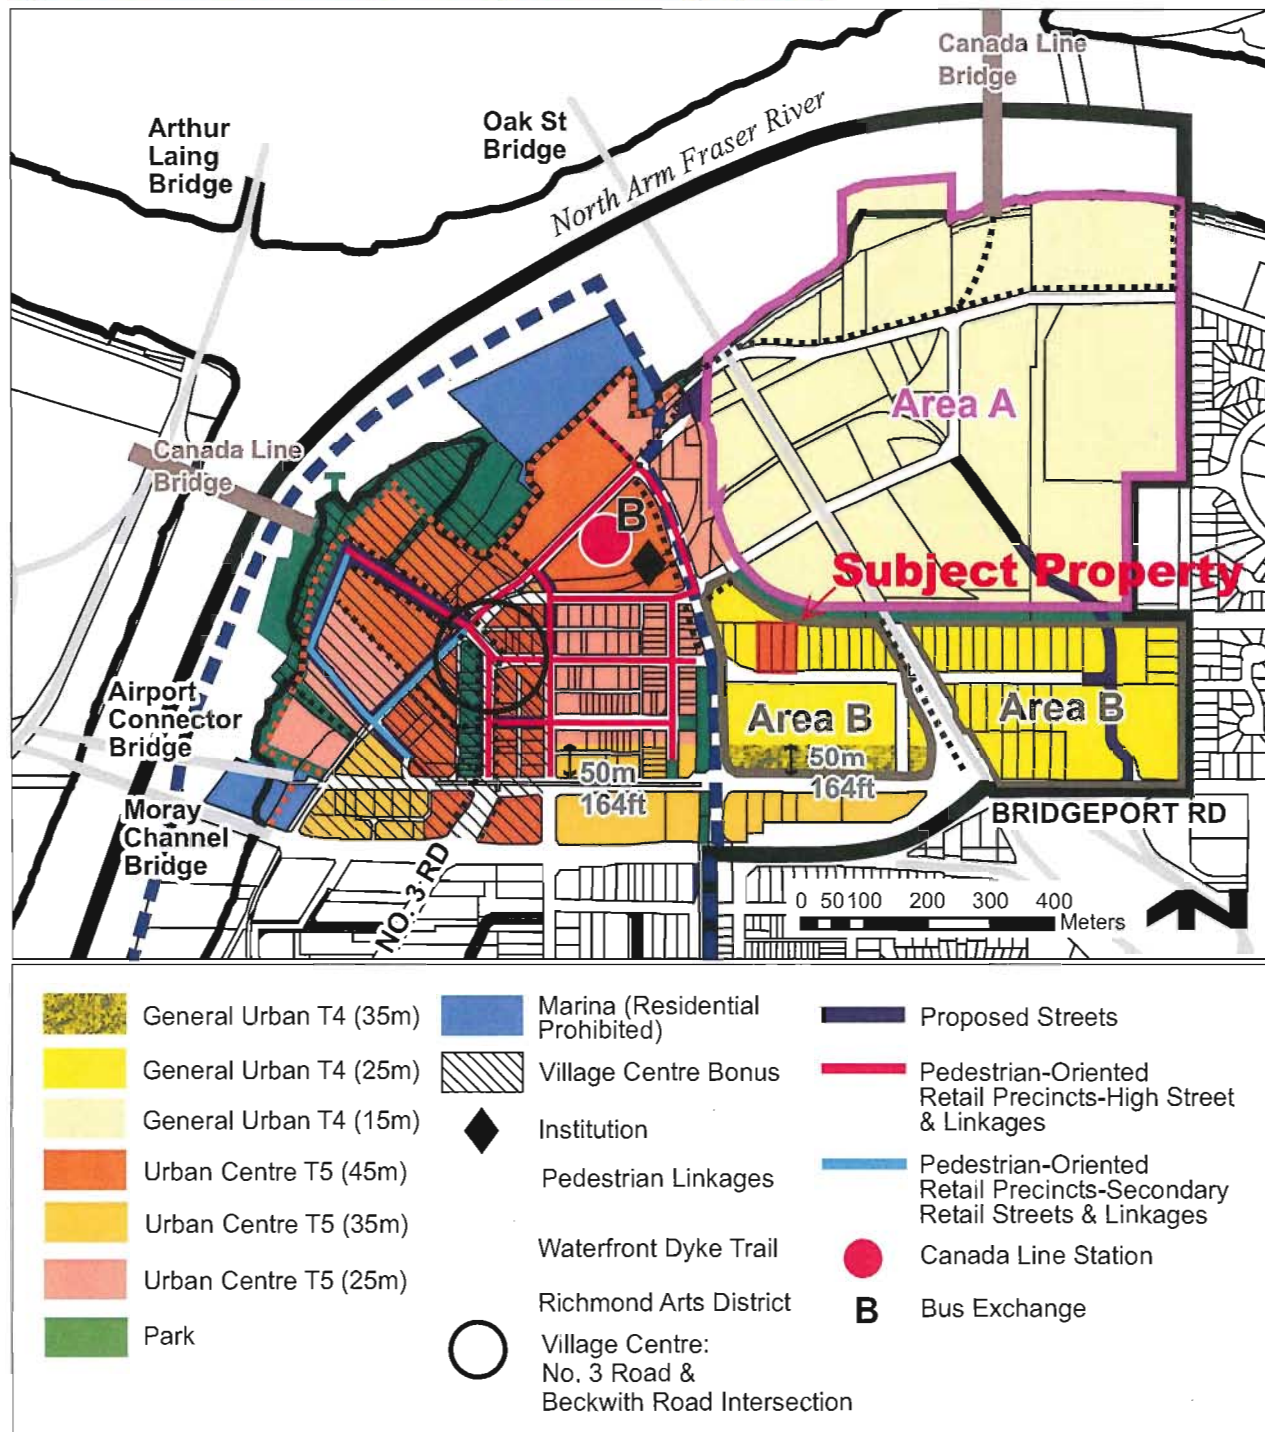 Canada Line
Bridge
Arthur
Laing
Bridge
Oak St
Bridge
North Arm Fraser River
Area A
Canada Line
Bridge
B
Subject Property
Airport
Connector
Bridge
Area B
Area B
50m
164ft
50m
164ft
Moray
Channel
Bridge
BRIDGEPORT RD
NO. 3 RD
0 50 100 200 300 400
Meters
General Urban T4 (35m)
General Urban T4 (25m)
General Urban T4 (15m)
Urban Centre T5 (45m)
Urban Centre T5 (35m)
Urban Centre T5 (25m)
Park
Marina (Residential
Prohibited)
Village Centre Bonus
Institution
Pedestrian Linkages
Waterfront Dyke Trail
Richmond Arts District
Village Centre:
No. 3 Road &
Beckwith Road Intersection
Proposed Streets
Pedestrian-Oriented
Retail Precincts-High Street
& Linkages
Pedestrian-Oriented
Retail Precincts-Secondary
Retail Streets & Linkages
Canada Line Station
B
Bus Exchange